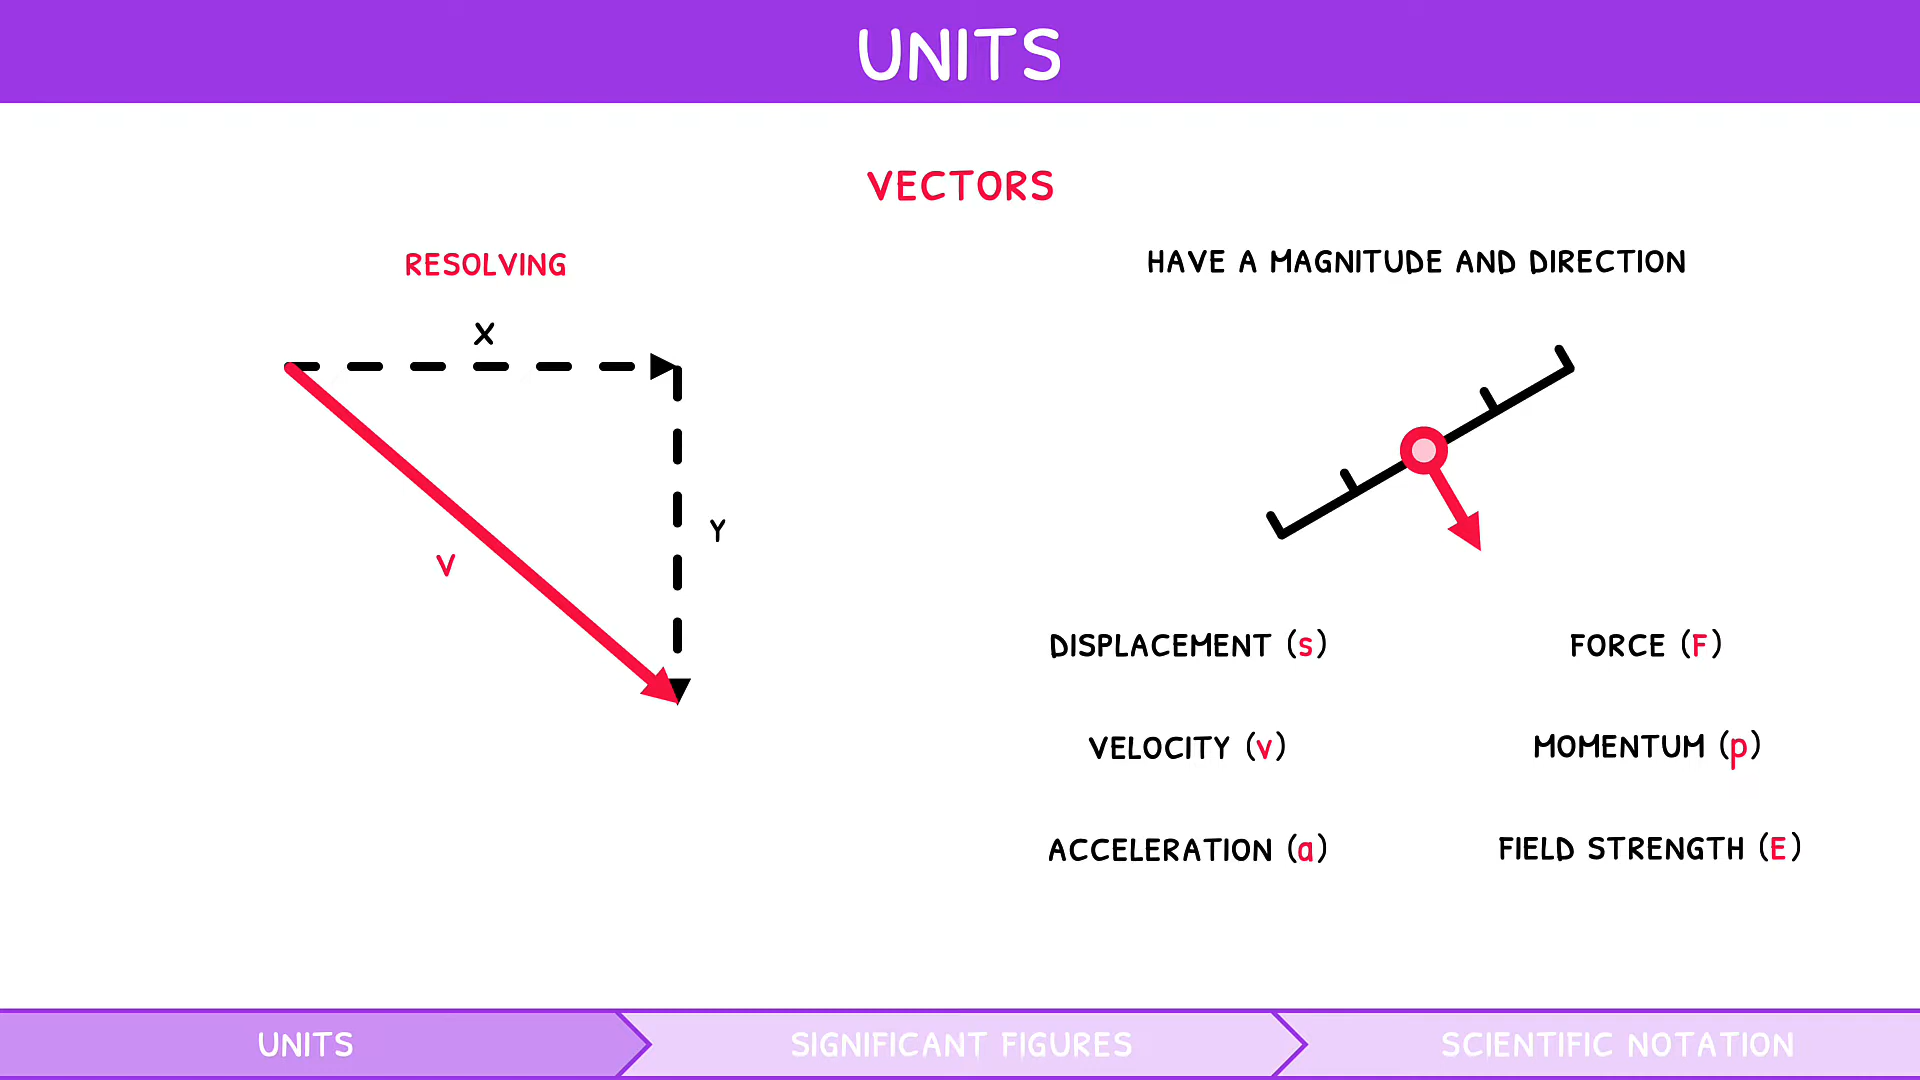 UNITS
VECTORS
RESOLVING
X
Y
V
HAVE A MAGNITUDE AND DIRECTION
DISPLACEMENT (s)
FORCE (F)
VELOCITY (v)
MOMENTUM (p)
ACCELERATION (a)
FIELD STRENGTH (E)
UNITS
SIGNIFICANT FIGURES
SCIENTIFIC NOTATION